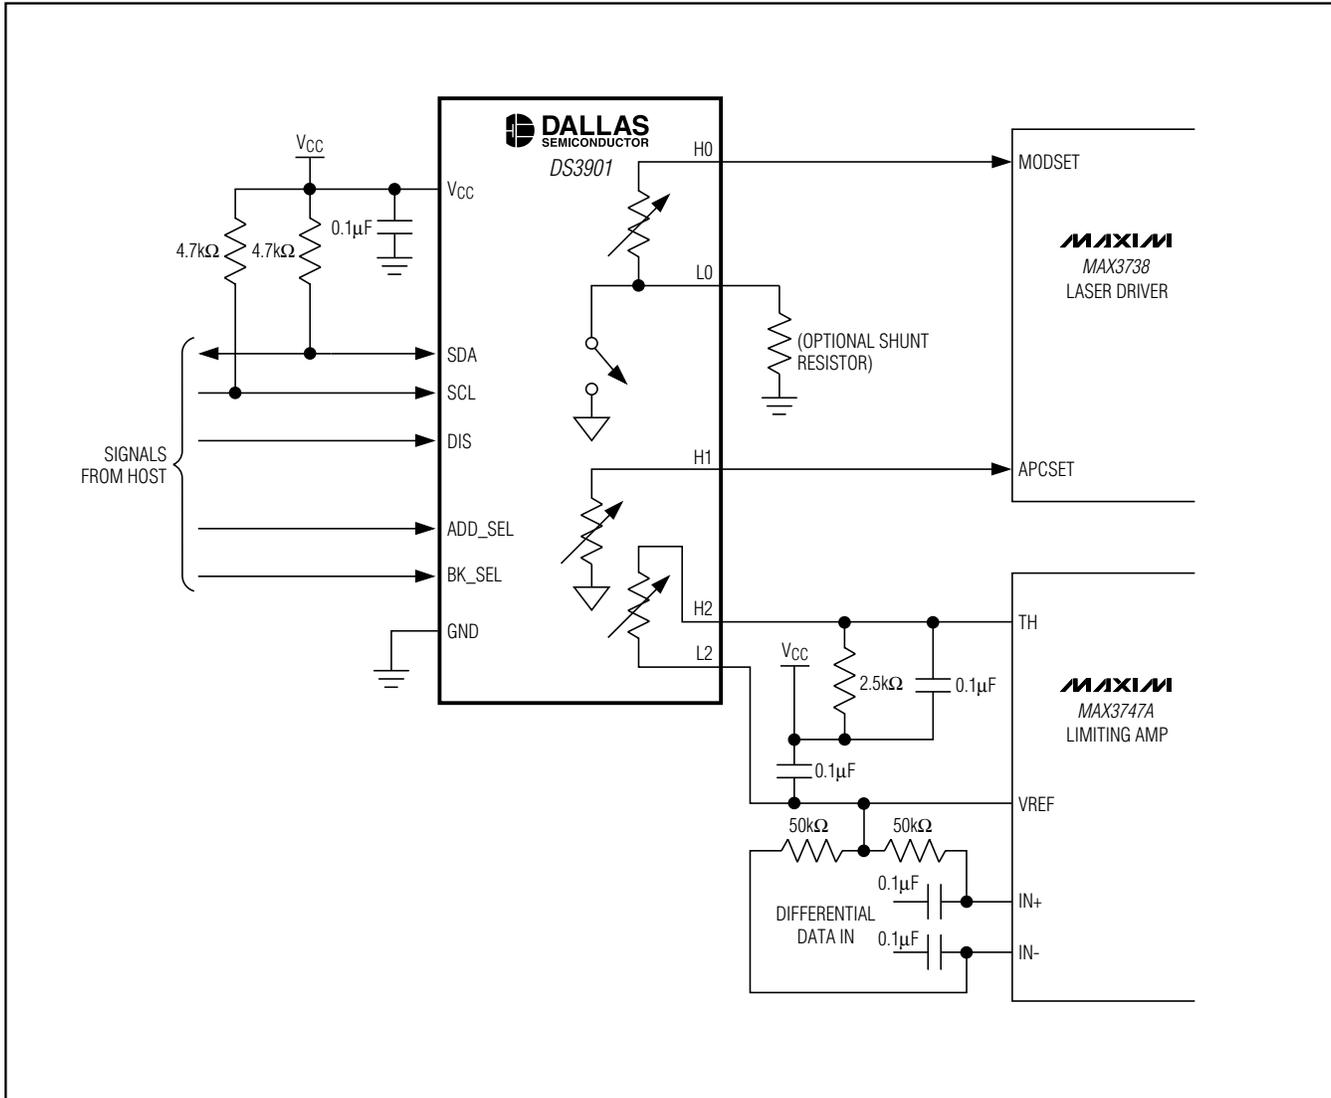 DALLAS
SEMICONDUCTOR
DS3901
VCC
VCC
4.7kΩ
4.7kΩ
0.1μF
SDA
SCL
DIS
ADD_SEL
BK_SEL
GND
SIGNALS
FROM HOST
H0
L0
H1
H2
L2
(OPTIONAL SHUNT
RESISTOR)
MODSET
MAXIM
MAX3738
LASER DRIVER
APCSET
TH
VCC
2.5kΩ
0.1μF
MAXIM
MAX3747A
LIMITING AMP
0.1μF
VREF
50kΩ
50kΩ
0.1μF
IN+
DIFFERENTIAL
DATA IN
0.1μF
IN-